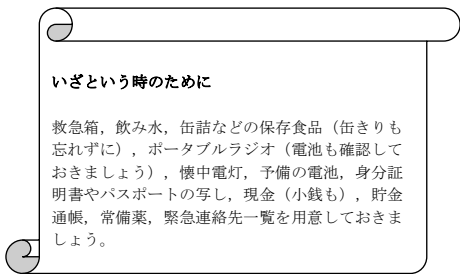 いざという時のために
救急箱，飲み水，缶詰などの保存食品（缶きりも
忘れずに），ポータブルラジオ（電池も確認して
おきましょう），懐中電灯，予備の電池，身分証
明書やパスポートの写し，現金（小銭も），貯金
通帳，常備薬，緊急連絡先一覧を用意しておきま
しょう。